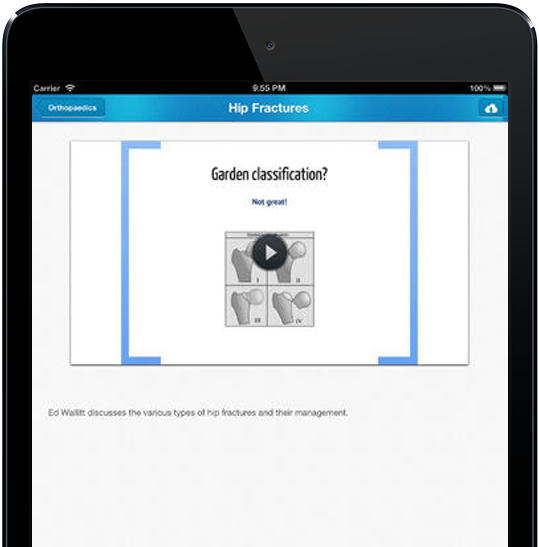 Carrier
9:55 PM
100%
Orthopaedics
Hip Fractures
Garden classification?
Not great!
I
II
III
IV
Ed Wallitt discusses the various types of hip fractures and their management.